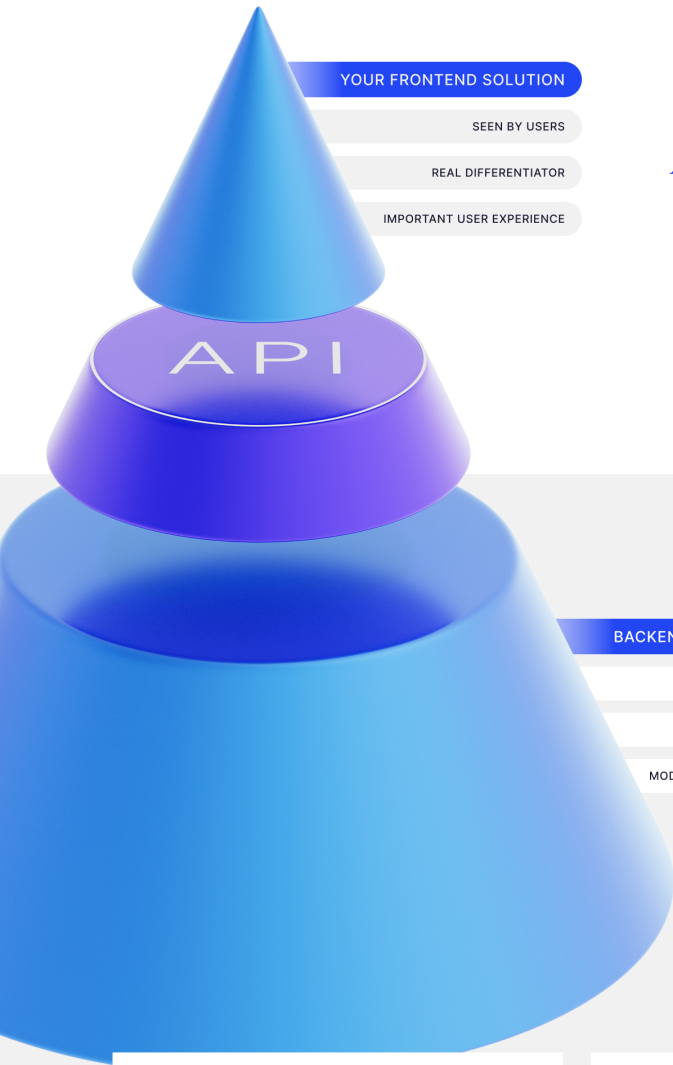 YOUR FRONTEND SOLUTION
SEEN BY USERS
REAL DIFFERENTIATOR
IMPORTANT USER EXPERIENCE
API